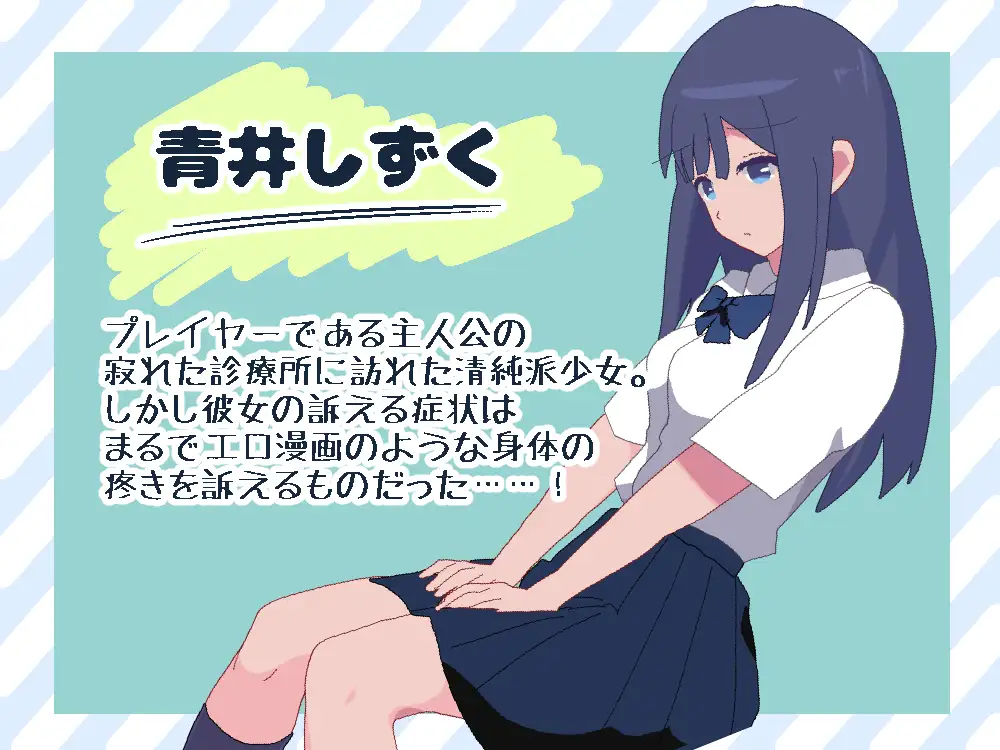 青井しずく
プレイヤーである主人公の
寂れた診療所に訪れた清純派少女。
しかし彼女の訴える症状は
まるでエロ漫画のような身体の
疼きを訴えるものだった……！